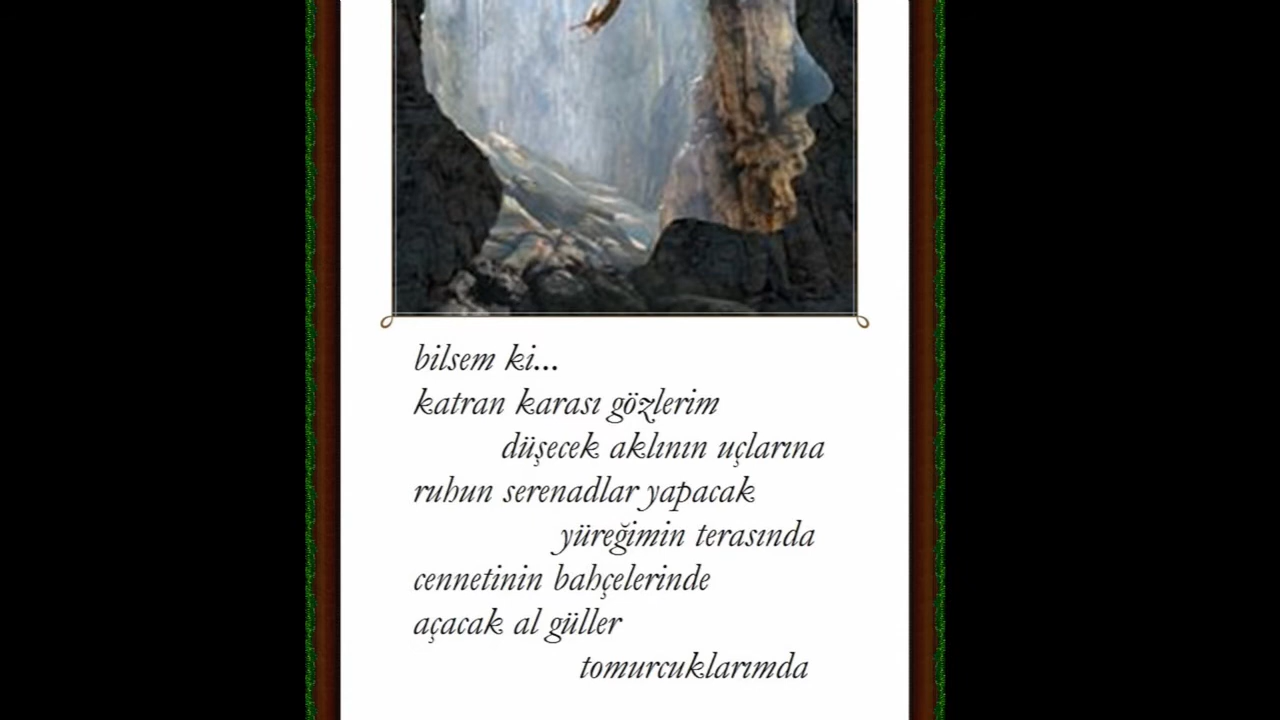 bilsem ki...
katran karası gözlerim
düşecek aklının uçlarına
ruhun serenadlar yapacak
yüreğimin terasında
cennetinin bahçelerinde
açacak al güller
tomurcuklarımda